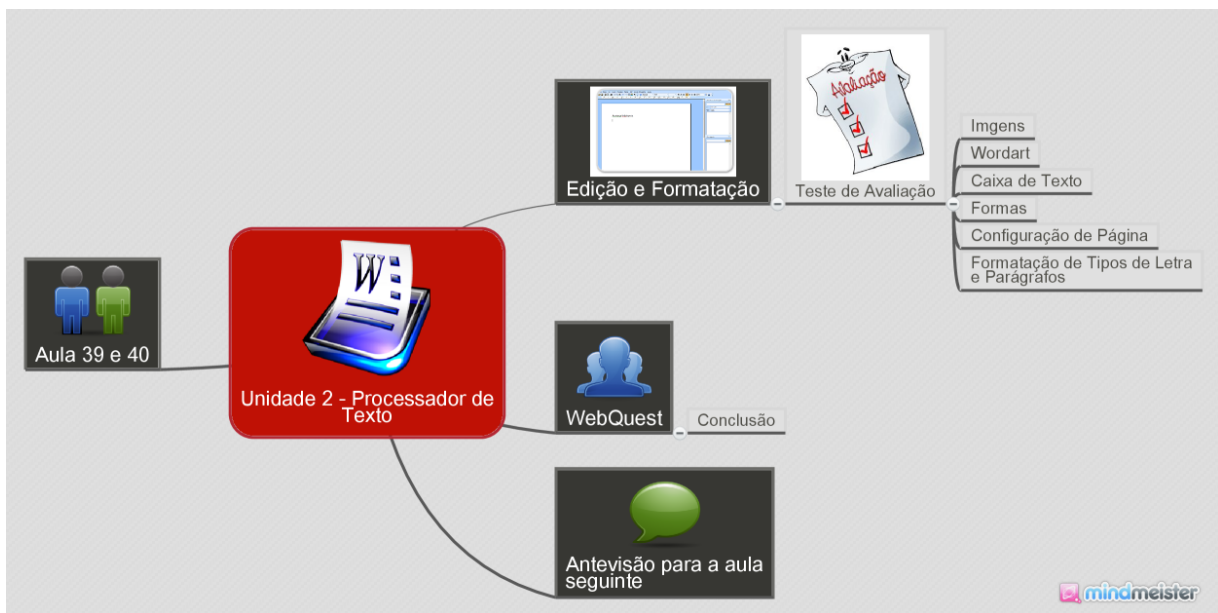 Avaliação
Edição e Formatação
Teste de Avaliação
Imgens
Wordart
Caixa de Texto
Formas
Configuração de Página
Formatação de Tipos de Letra
e Parágrafos
Aula 39 e 40
W
Unidade 2 - Processador de
Texto
WebQuest
Conclusão
Antevisão para a aula
seguinte
mindmeister